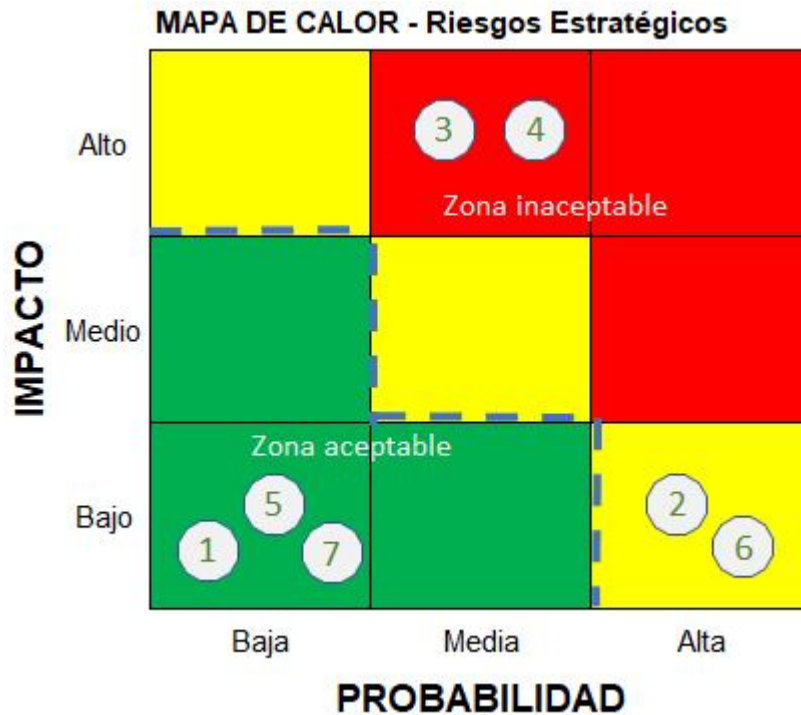 MAPA DE CALOR - Riesgos Estratégicos
Alto
3 4
Zona inaceptable
IMPACTO
Medio
Zona aceptable
Bajo
5
2
1
7
6
Baja Media Alta
PROBABILIDAD